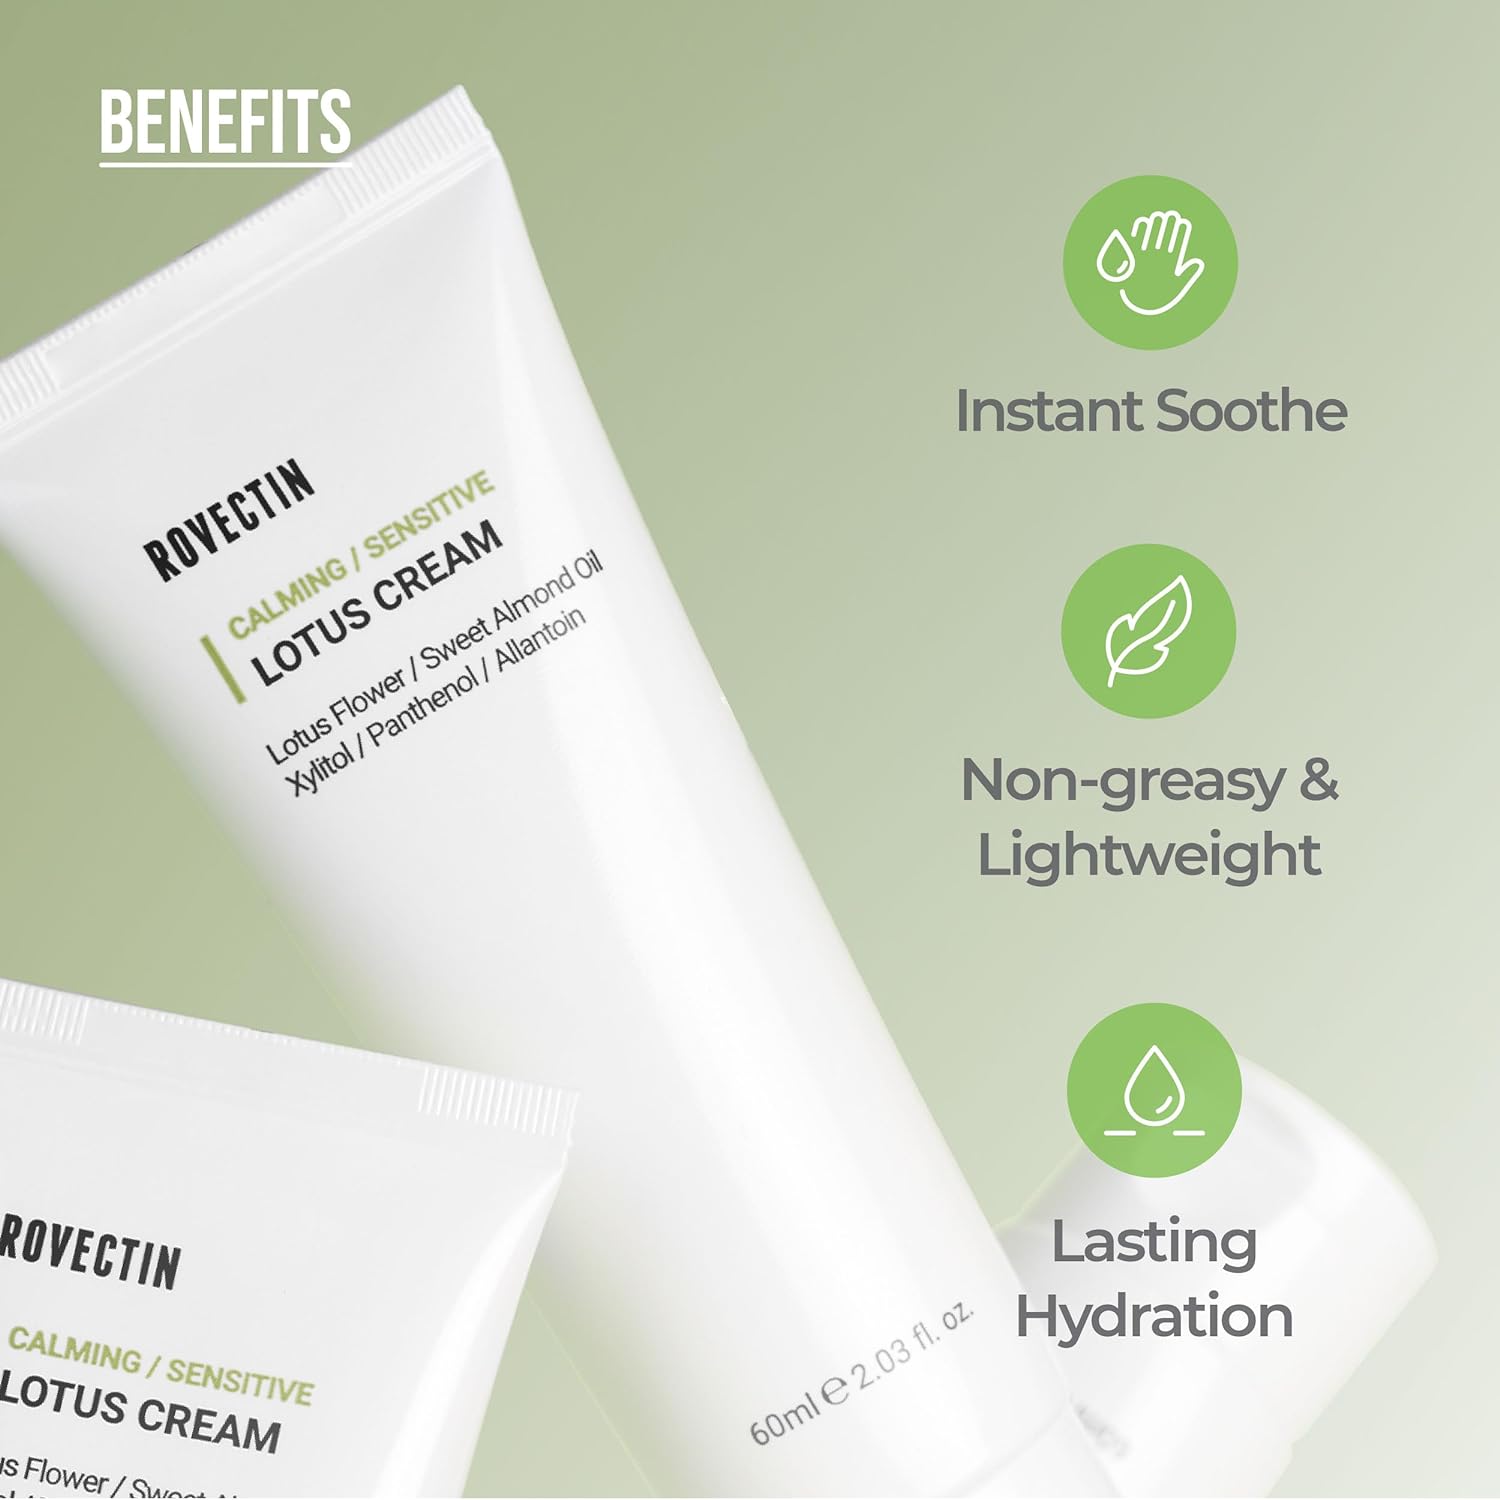 BENEFITS
ROVECTIN
CALMING / SENSITIVE
LOTUS CREAM
Lotus Flower / Sweet Almond Oil
Xylitol / Panthenol / Allantoin
60ml ℮ 2.03 fl. oz.
Instant Soothe
Non-greasy &
Lightweight
Lasting
Hydration
ROVECTIN
CALMING / SENSITIVE
LOTUS CREAM
Flower /